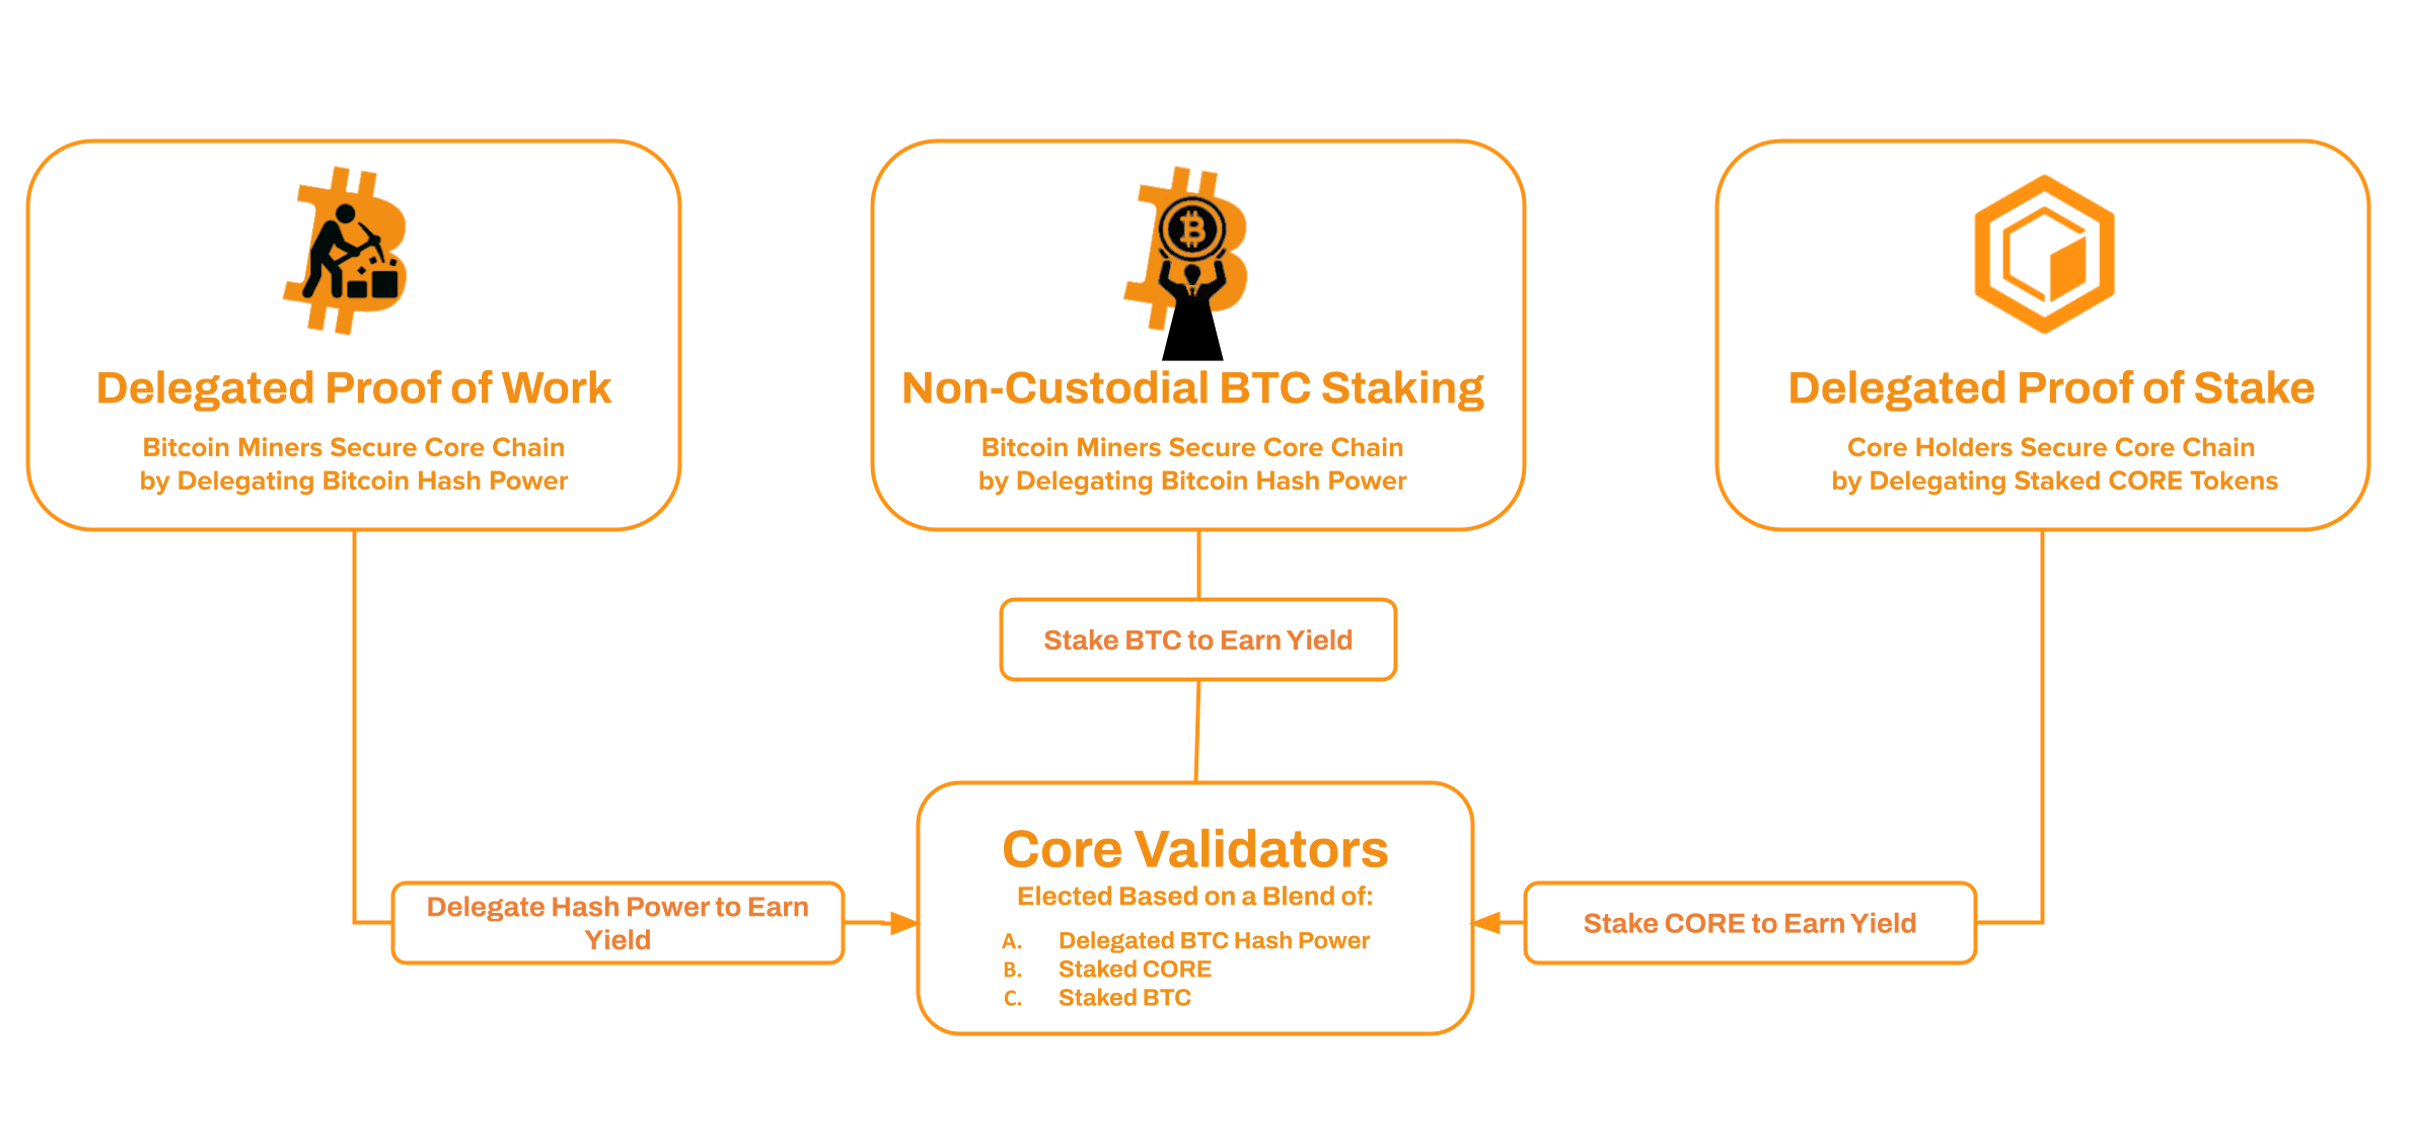 Delegated Proof of Work
Bitcoin Miners Secure Core Chain
by Delegating Bitcoin Hash Power
Non-Custodial BTC Staking
Bitcoin Miners Secure Core Chain
by Delegating Bitcoin Hash Power
Delegated Proof of Stake
Core Holders Secure Core Chain
by Delegating Staked CORE Tokens
Stake BTC to Earn Yield
Delegate Hash Power to Earn
Yield
Core Validators
Elected Based on a Blend of:
A. Delegated BTC Hash Power
B. Staked CORE
C. Staked BTC
Stake CORE to Earn Yield